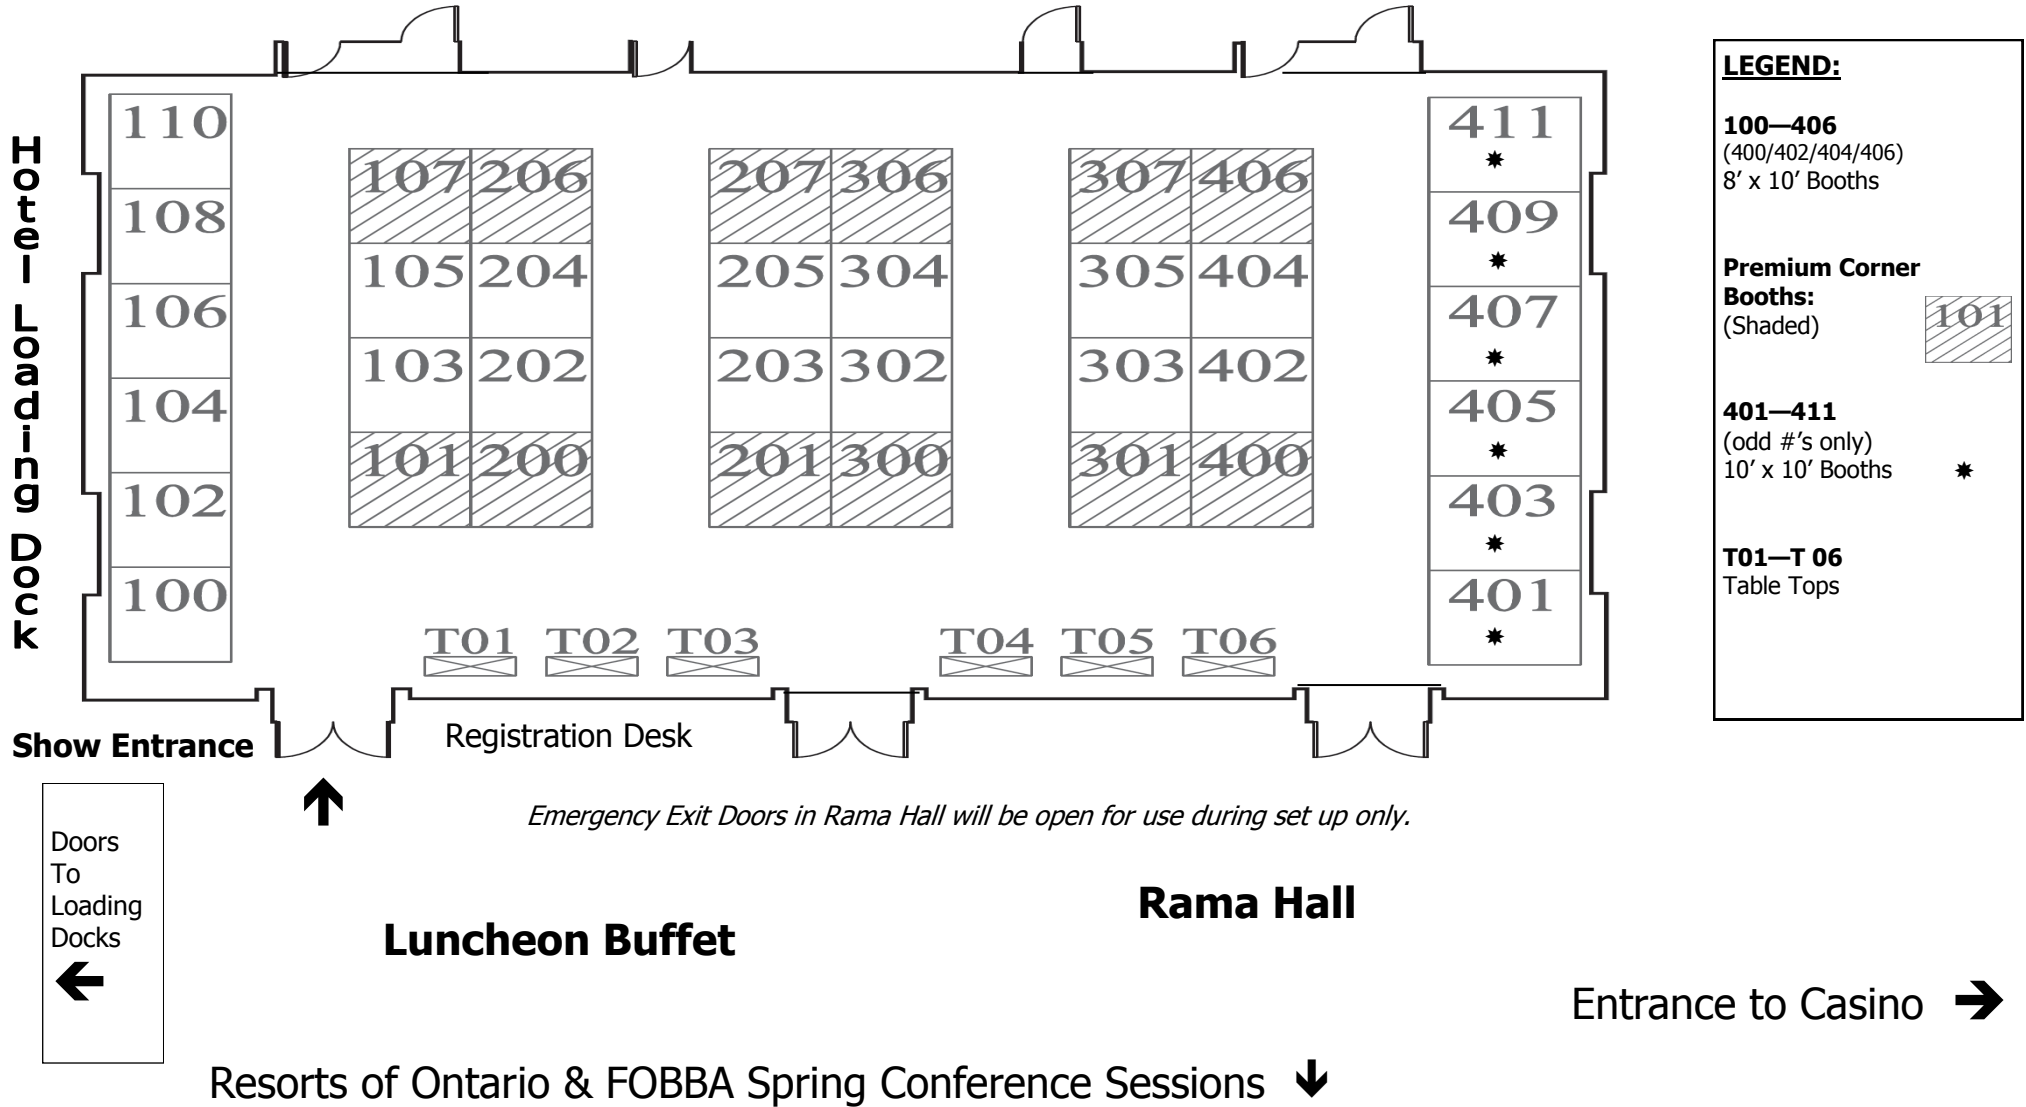 Hotel Loading Dock
110
108
106
104
102
100
107 206
105 204
103 202
101 200
207 306
205 304
203 302
201 300
307 406
305 404
303 402
301 400
411
409
407
405
403
401
T01 T02 T03 T04 T05 T06
LEGEND:
100—406
(400/402/404/406)
8’ x 10’ Booths
Premium Corner
Booths:
(Shaded)
101
401—411
(odd #’s only)
10’ x 10’ Booths
T01—T 06
Table Tops
Show Entrance
Registration Desk
Emergency Exit Doors in Rama Hall will be open for use during set up only.
Doors
To
Loading
Docks
Rama Hall
Luncheon Buffet
Entrance to Casino
Resorts of Ontario & FOBBA Spring Conference Sessions